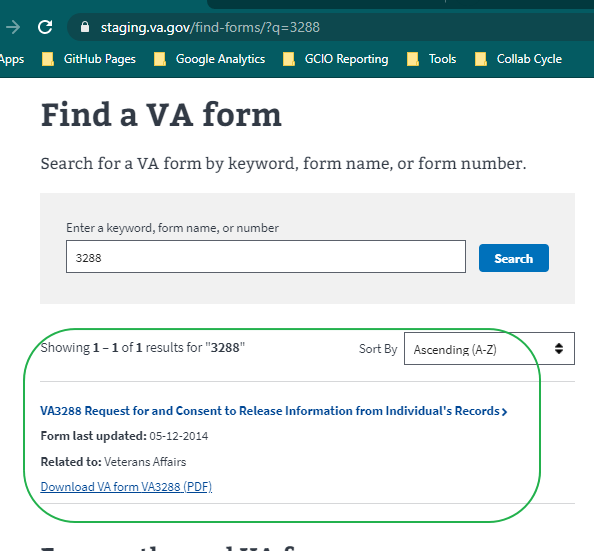 staging.va.gov/find-forms/?q=3288
Apps GitHub Pages Google Analytics GCIO Reporting Tools Collab Cycle
Find a VA form
Search for a VA form by keyword, form name, or form number.
Enter a keyword, form name, or number
3288 Search
Showing 1 – 1 of 1 results for "3288" Sort By Ascending (A-Z)
VA3288 Request for and Consent to Release Information from Individual's Records
Form last updated: 05-12-2014
Related to: Veterans Affairs
Download VA form VA3288 (PDF)